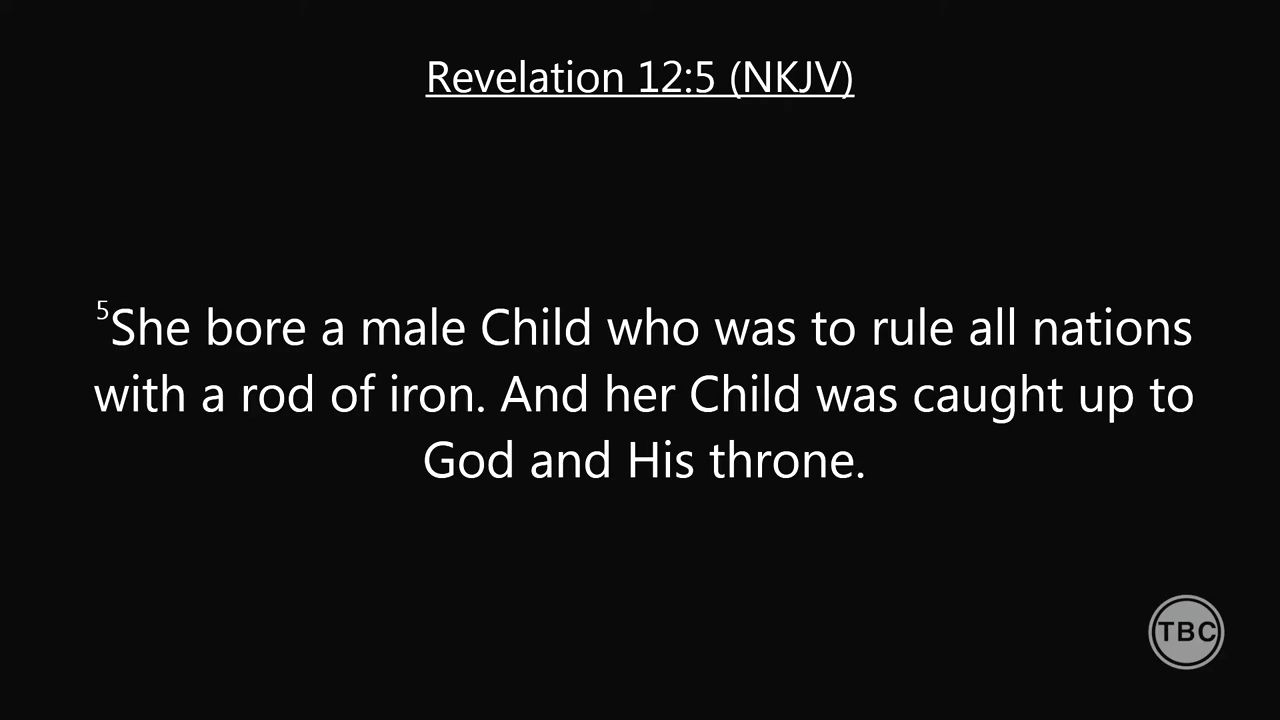 Revelation 12:5 (NKJV)
5She bore a male Child who was to rule all nations
with a rod of iron. And her Child was caught up to
God and His throne.
TBC